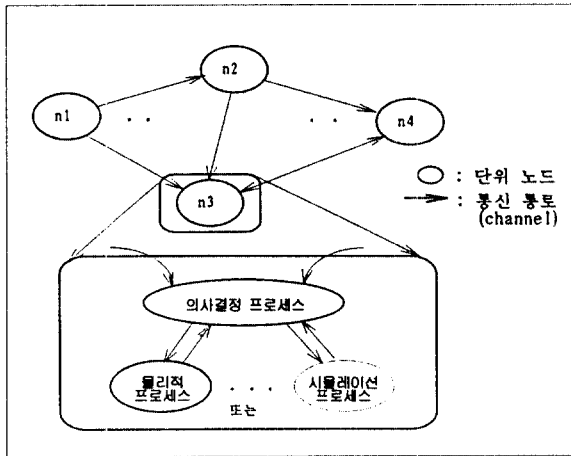 n2
n1
n4
n3
: 단위 노드
: 통신 통로
(channel)
의사결정 프로세스
물리적
프로세스
시뮬레이션
프로세스
또는